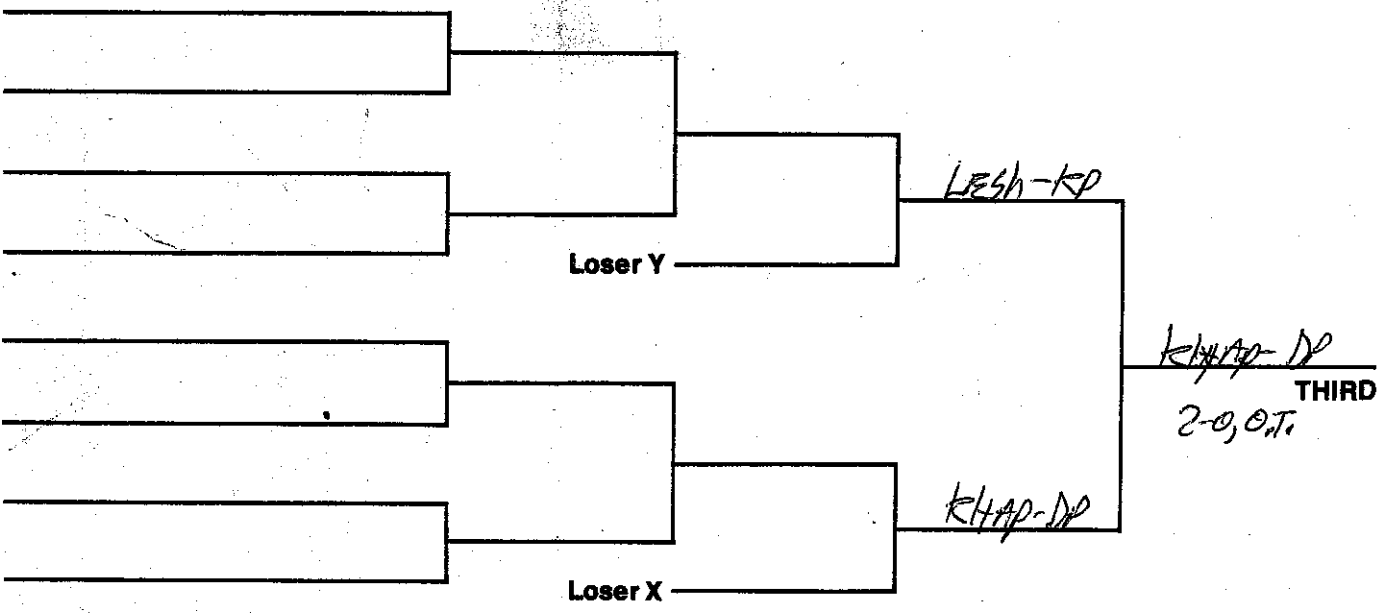 LESh-KP
Loser Y
KHAP-DP
THIRD
2-0, O.T.
KHAP-DP
Loser X